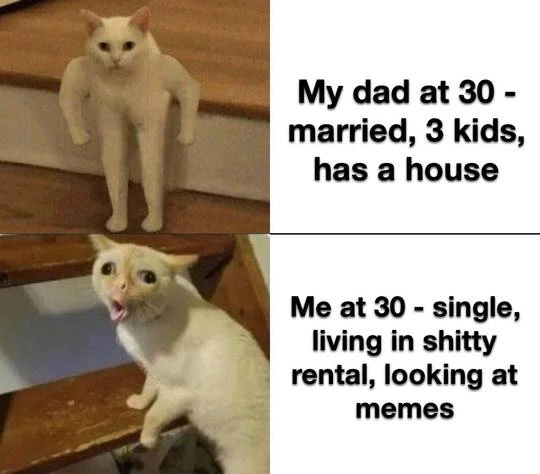 My dad at 30 -
married, 3 kids,
has a house
Me at 30 - single,
living in shitty
rental, looking at
memes